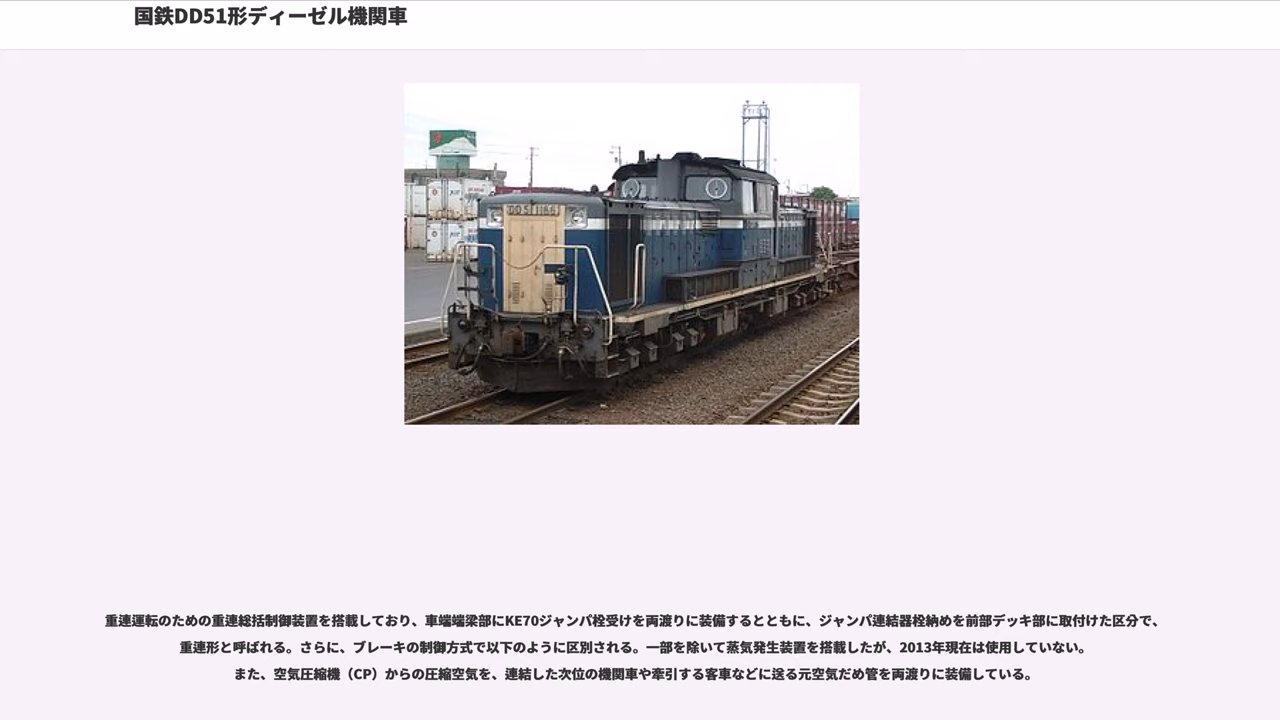 国鉄DD51形ディーゼル機関車
DD51 1166
重連運転のための重連総括制御装置を搭載しており、車端端梁部にKE70ジャンパ栓受けを両渡りに装備するとともに、ジャンパ連結器栓納めを前部デッキ部に取付けた区分で、
重連形と呼ばれる。さらに、ブレーキの制御方式で以下のように区別される。一部を除いて蒸気発生装置を搭載したが、2013年現在は使用していない。
また、空気圧縮機（CP）からの圧縮空気を、連結した次位の機関車や牽引する客車などに送る元空気だめ管を両渡りに装備している。